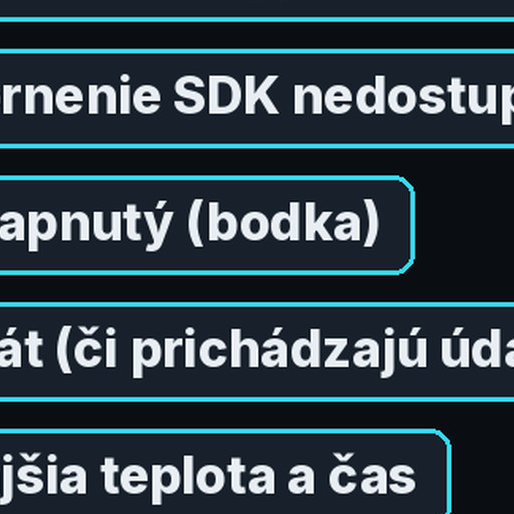 rnenie SDK nedostup
apnutý (bodka)
át (či prichádzajú úda
jšia teplota a čas